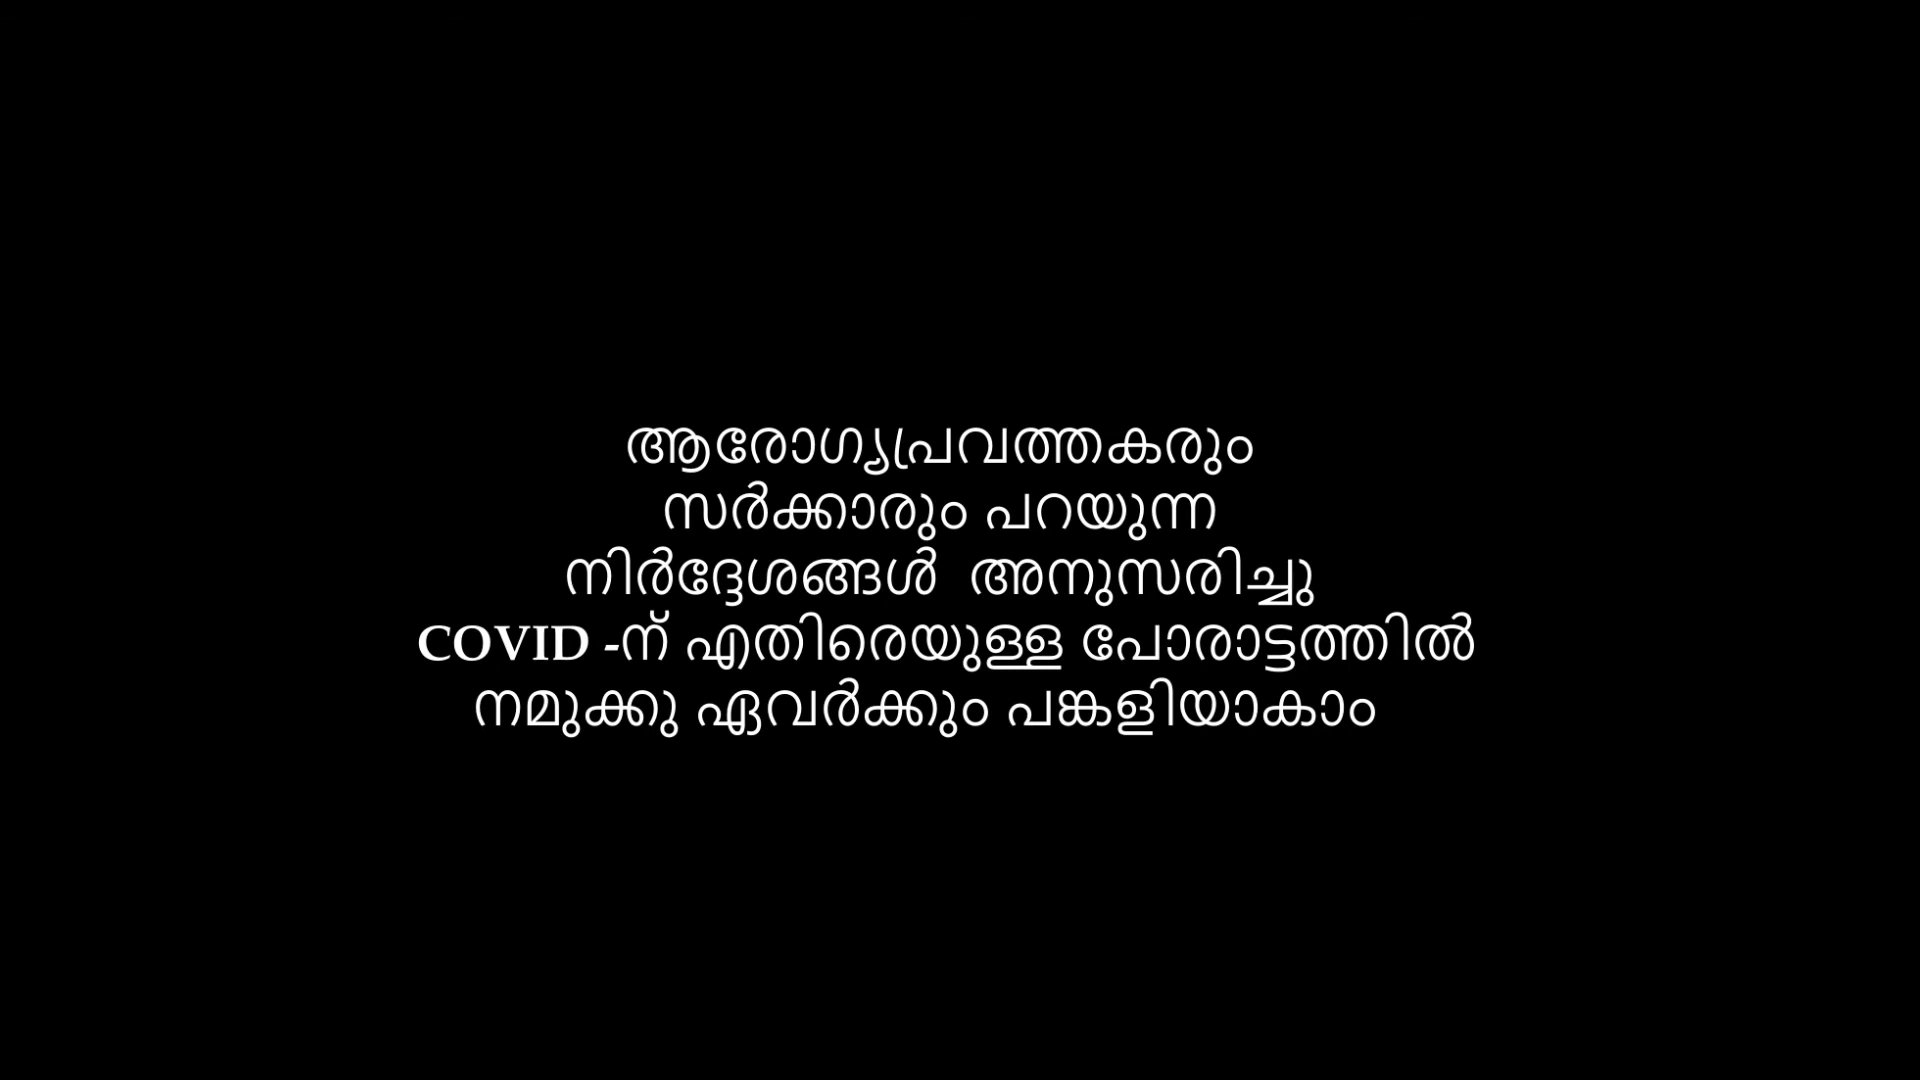 ആരോഗ്യപ്രവത്തകരും
സർക്കാരും പറയുന്ന
നിർദ്ദേശങ്ങൾ അനുസരിച്ചു
COVID -ന് എതിരെയുള്ള പോരാട്ടത്തിൽ
നമുക്കു ഏവർക്കും പങ്കളിയാകാം